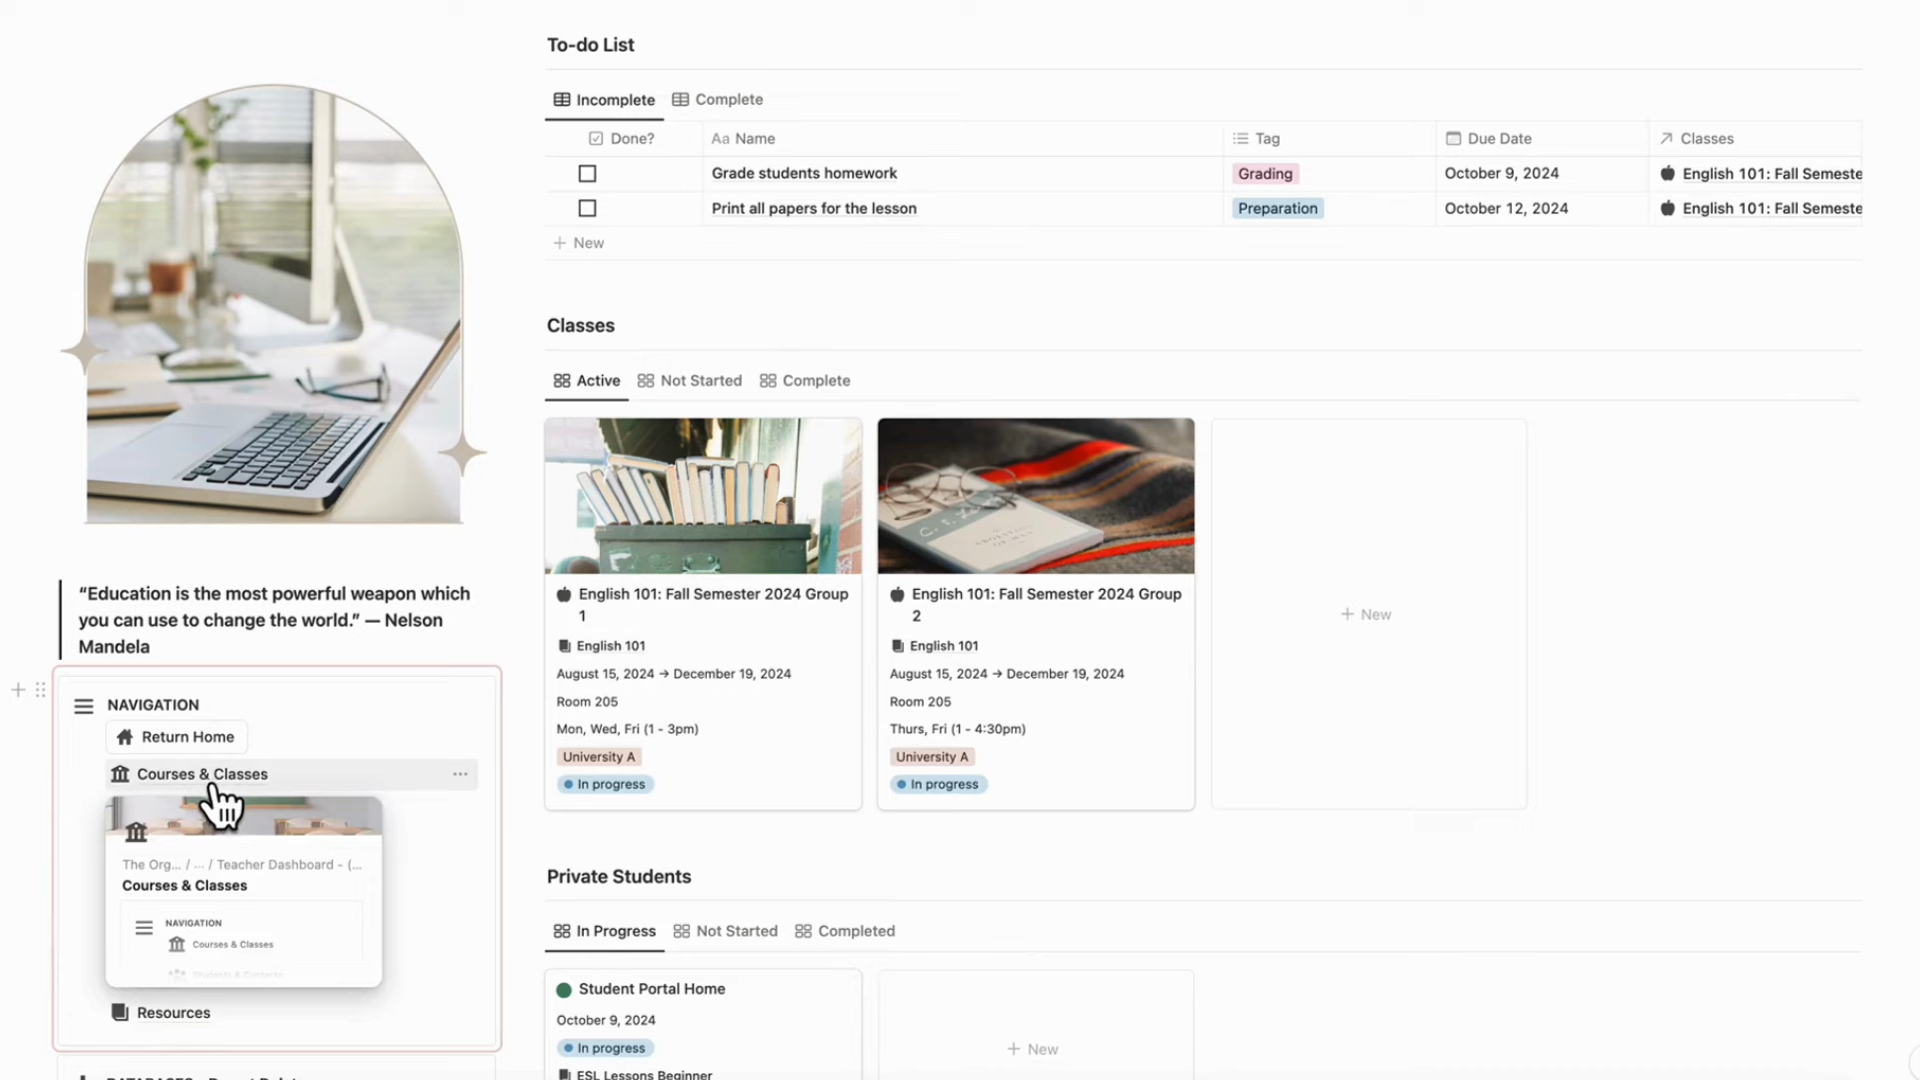 To-do List
Incomplete Complete
Done? Aa Name Tag Due Date Classes
Grade students homework Grading October 9, 2024 English 101: Fall Semeste
Print all papers for the lesson Preparation October 12, 2024 English 101: Fall Semeste
+ New
Classes
Active Not Started Complete
English 101: Fall Semester 2024 Group
1
English 101
August 15, 2024 → December 19, 2024
Room 205
Mon, Wed, Fri (1 - 3pm)
University A
In progress
English 101: Fall Semester 2024 Group
2
English 101
August 15, 2024 → December 19, 2024
Room 205
Thurs, Fri (1 - 4:30pm)
University A
In progress
+ New
Private Students
In Progress Not Started Completed
Student Portal Home
October 9, 2024
In progress
ESL Lessons Beginner
+ New
“Education is the most powerful weapon which
you can use to change the world.” — Nelson
Mandela
NAVIGATION
Return Home
Courses & Classes
The Org... / ... / Teacher Dashboard - (...
Courses & Classes
NAVIGATION
Courses & Classes
Students & Contacts
Resources